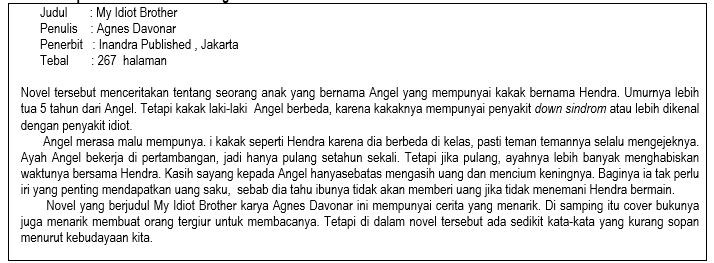 Judul : My Idiot Brother
Penulis : Agnes Davonar
Penerbit : Inandra Published , Jakarta
Tebal : 267 halaman
Novel tersebut menceritakan tentang seorang anak yang bernama Angel yang mempunyai kakak bernama Hendra. Umurnya lebih
tua 5 tahun dari Angel. Tetapi kakak laki-laki Angel berbeda, karena kakaknya mempunyai penyakit down sindrom atau lebih dikenal
dengan penyakit idiot.
Angel merasa malu mempunya. i kakak seperti Hendra karena dia berbeda di kelas, pasti teman temannya selalu mengejeknya.
Ayah Angel bekerja di pertambangan, jadi hanya pulang setahun sekali. Tetapi jika pulang, ayahnya lebih banyak menghabiskan
waktunya bersama Hendra. Kasih sayang kepada Angel hanyasebatas mengasih uang dan mencium keningnya. Baginya ia tak perlu
iri yang penting mendapatkan uang saku, sebab dia tahu ibunya tidak akan memberi uang jika tidak menemani Hendra bermain.
Novel yang berjudul My Idiot Brother karya Agnes Davonar ini mempunyai cerita yang menarik. Di samping itu cover bukunya
juga menarik membuat orang tergiur untuk membacanya. Tetapi di dalam novel tersebut ada sedikit kata-kata yang kurang sopan
menurut kebudayaan kita.